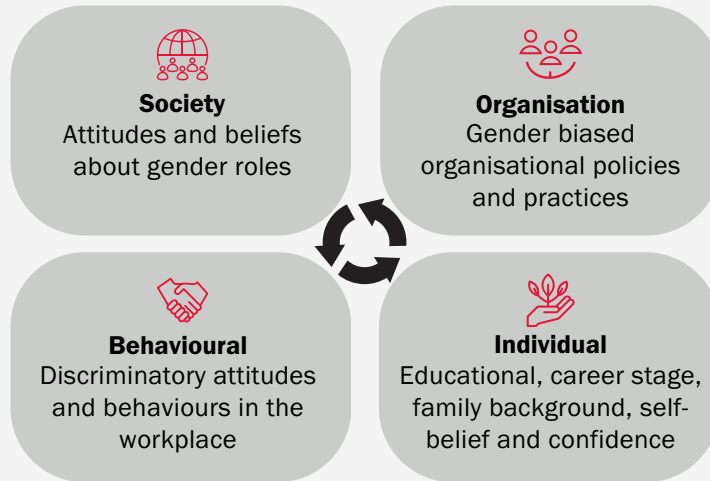 Society
Attitudes and beliefs
about gender roles
Organisation
Gender biased
organisational policies
and practices
Behavioural
Discriminatory attitudes
and behaviours in the
workplace
Individual
Educational, career stage,
family background, self-
belief and confidence